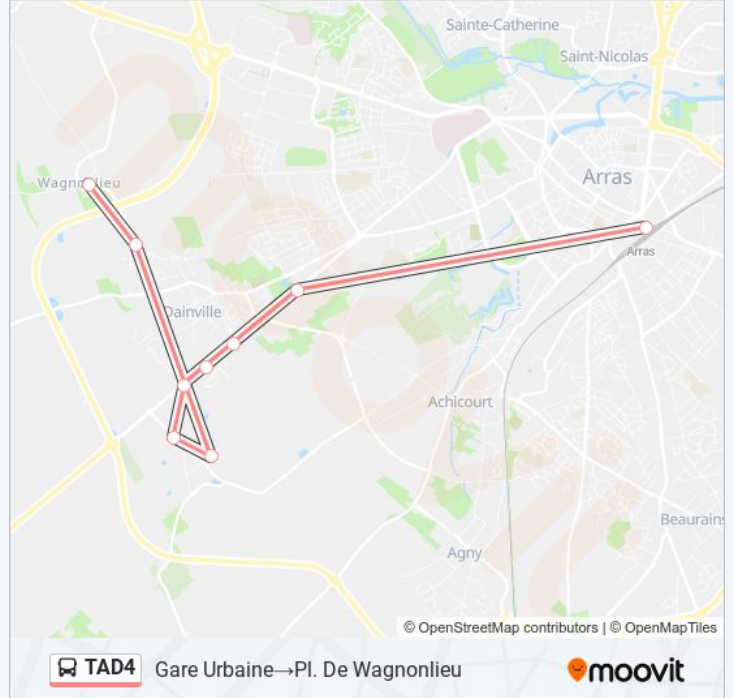 Sainte-Catherine
Saint-Nicolas
Wagnonlieu
Arras
Arras
Dainville
Achicourt
Beaurains
Agny
© OpenStreetMap contributors | © OpenMapTiles
TAD4 Gare Urbaine→Pl. De Wagnonlieu
moovit